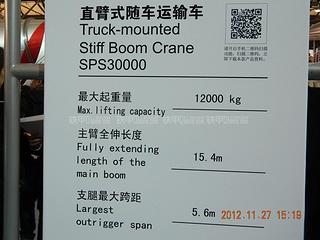 直臂式随车运输车
Truck-mounted
Stiff Boom Crane
SPS30000
最大起重量
Max.lifting capacity
12000 kg
主臂全伸长度
Fully extending
length of the
main boom
15.4m
支腿最大跨距
Largest
outrigger span
5.6m
2012.11.27 15:19